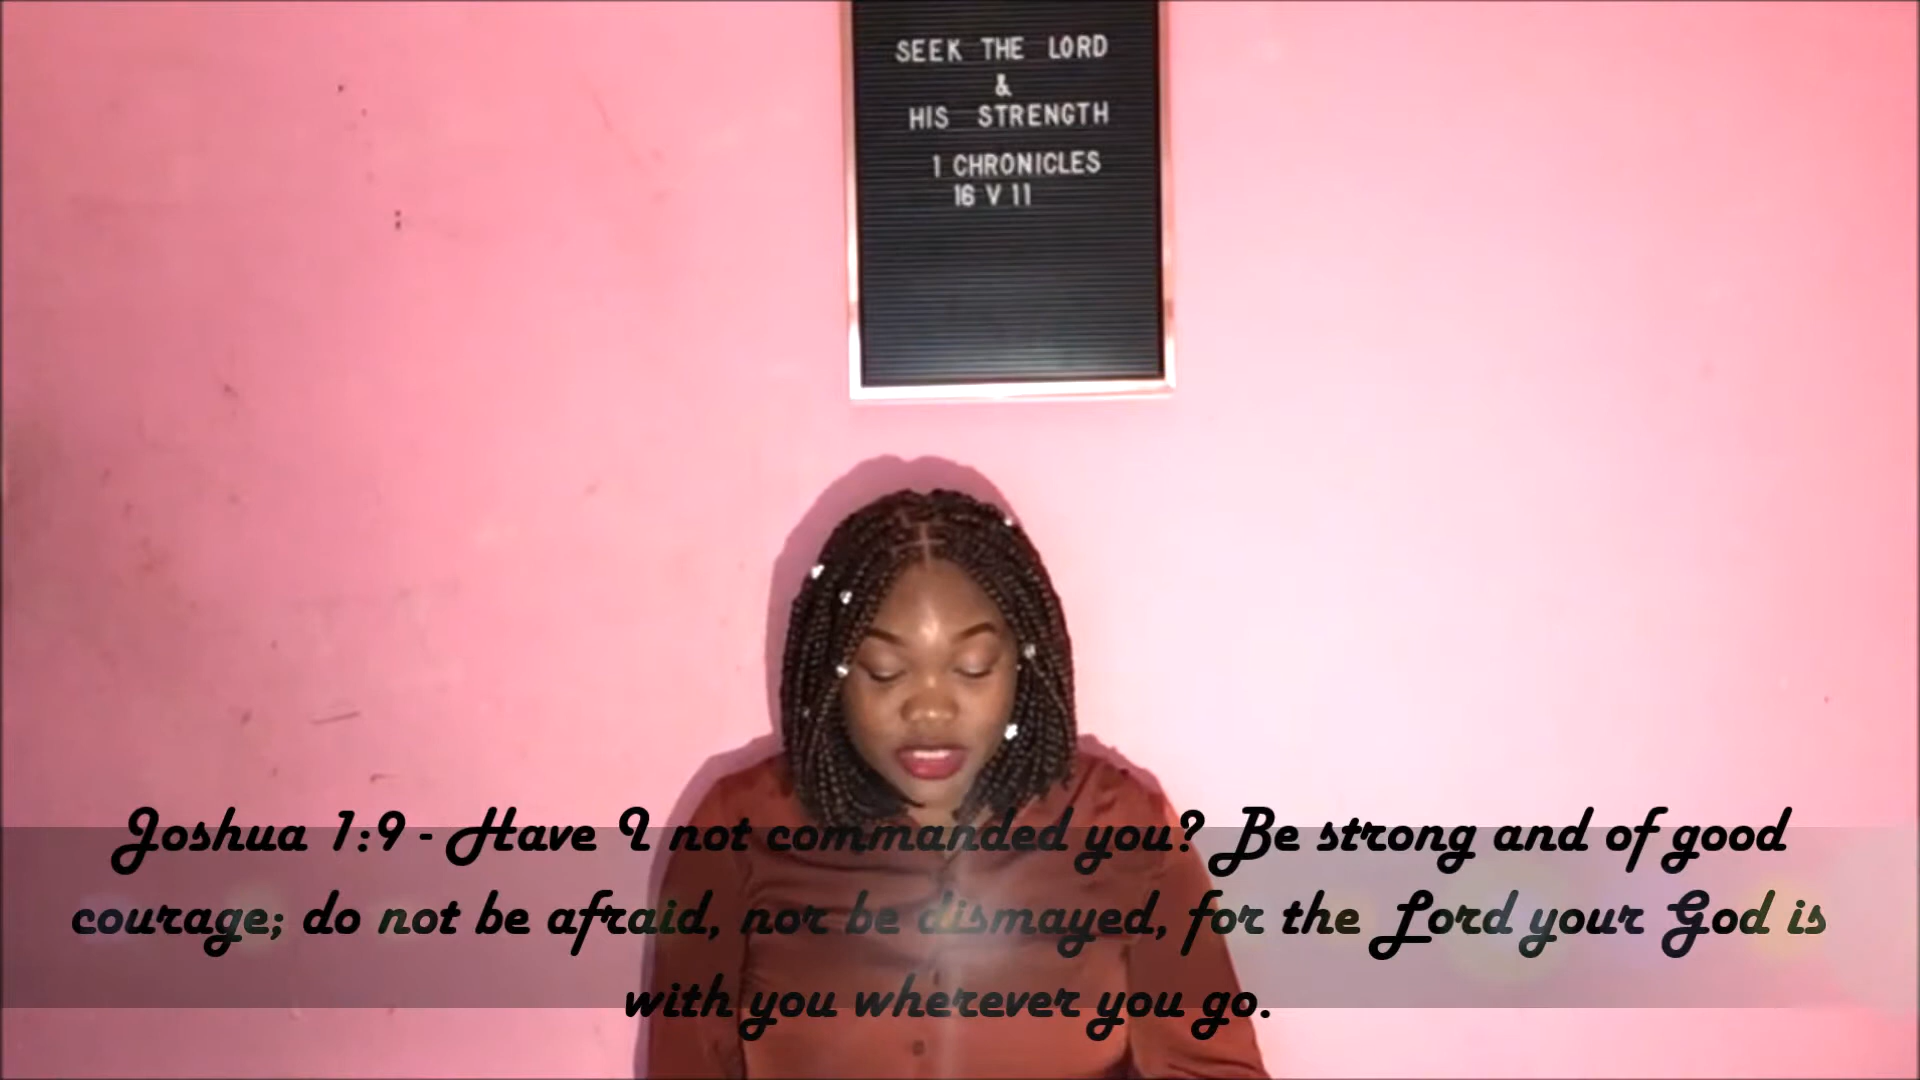 SEEK THE LORD
&
HIS STRENGTH
1 CHRONICLES
16 V 11
Joshua 1:9 - Have I not commanded you? Be strong and of good
courage; do not be afraid, nor be dismayed, for the Lord your God is
with you wherever you go.